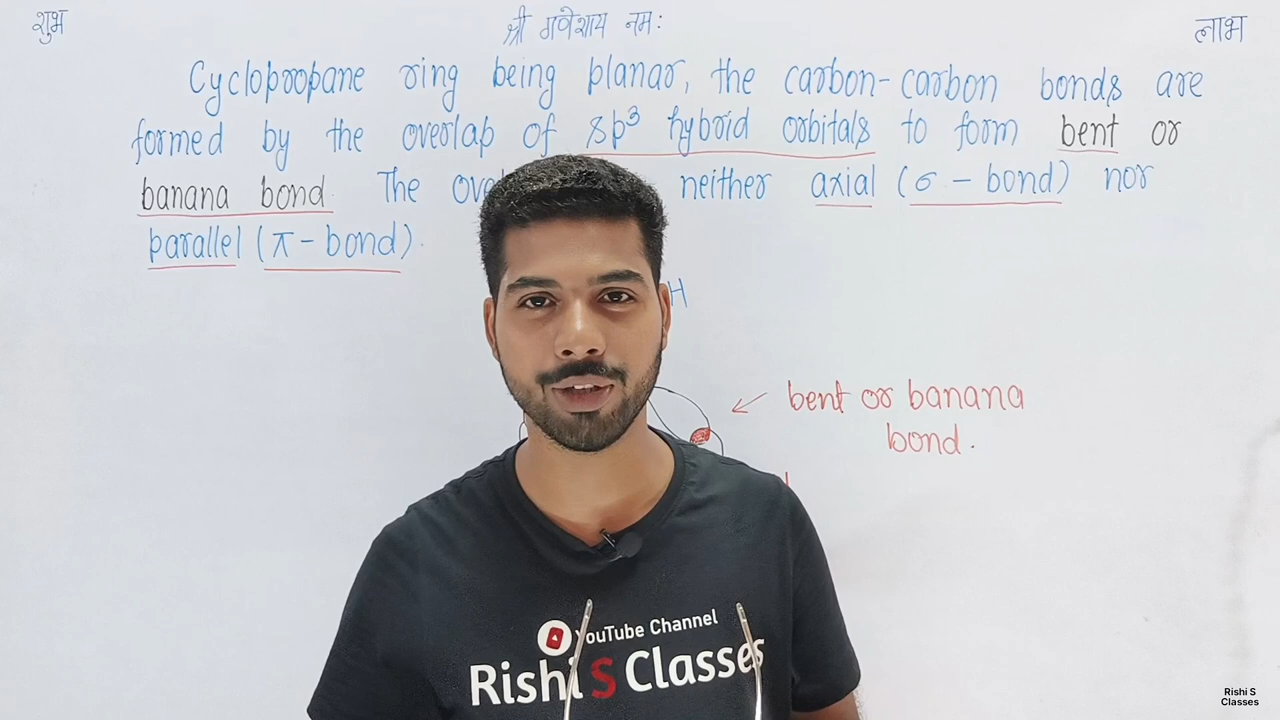 शुभ श्री गणेशाय नमः लाभ
Cyclopropane ring being planar, the carbon-carbon bonds are
formed by the overlap of sp³ hybrid orbitals to form bent or
banana bond. The neither axial (σ - bond) nor
parallel (π - bond).
H
bent or banana
bond.
YouTube Channel
Rishi S Classes
Rishi S
Classes